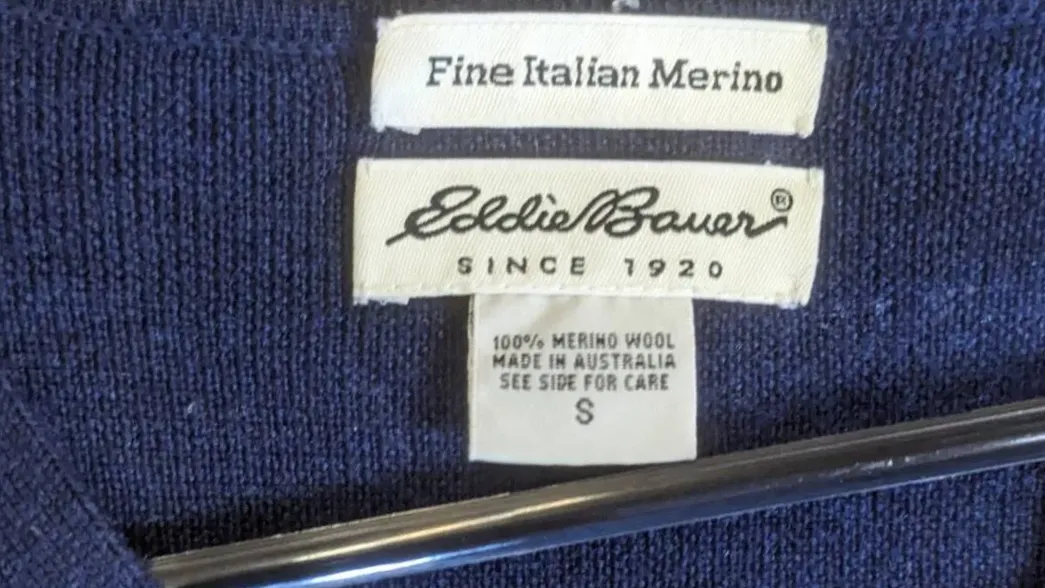 Fine Italian Merino
Eddie Bauer®
SINCE 1920
100% MERINO WOOL
MADE IN AUSTRALIA
SEE SIDE FOR CARE
S